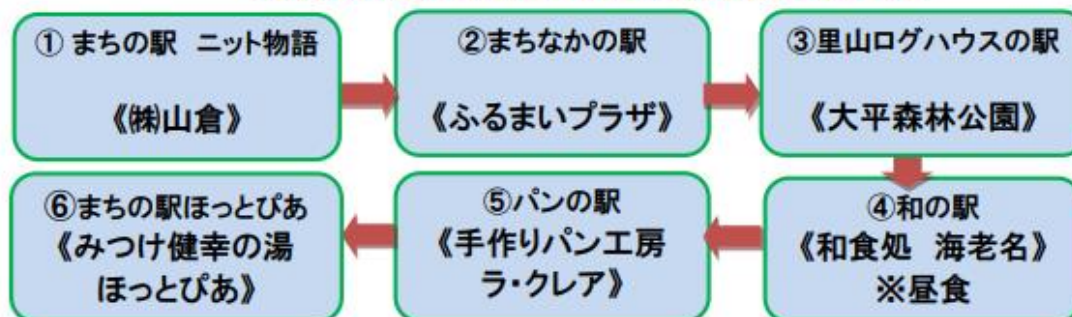 ① まちの駅 ニット物語
《㈱山倉》
②まちなかの駅
《ふるまいプラザ》
③里山ログハウスの駅
《大平森林公園》
④和の駅
《和食処 海老名》
※昼食
⑤パンの駅
《手作りパン工房
ラ・クレア》
⑥まちの駅ほっとぴあ
《みつけ健幸の湯
ほっとぴあ》